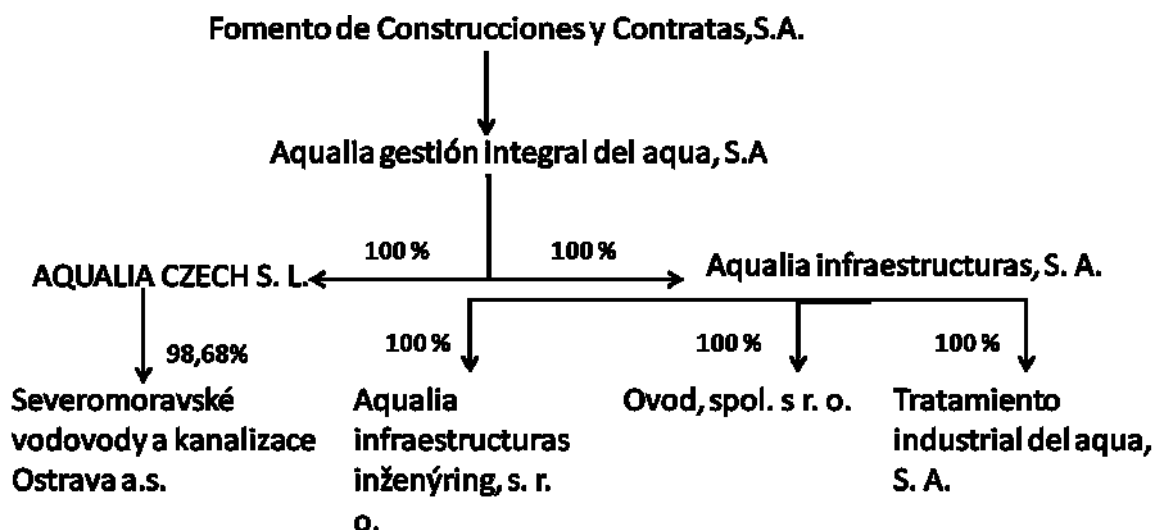 Fomento de Construcciones y Contratas,S.A.
Aqualia gestión integral del aqua, S.A
100 %
100 %
AQUALIA CZECH S. L.
Aqualia infraestructuras, S. A.
98,68%
100 %
100 %
100 %
Severomoravské
vodovody a kanalizace
Ostrava a.s.
Aqualia
infraestructuras
inženýring, s. r.
o.
Ovod, spol. s r. o.
Tratamiento
industrial del aqua,
S. A.